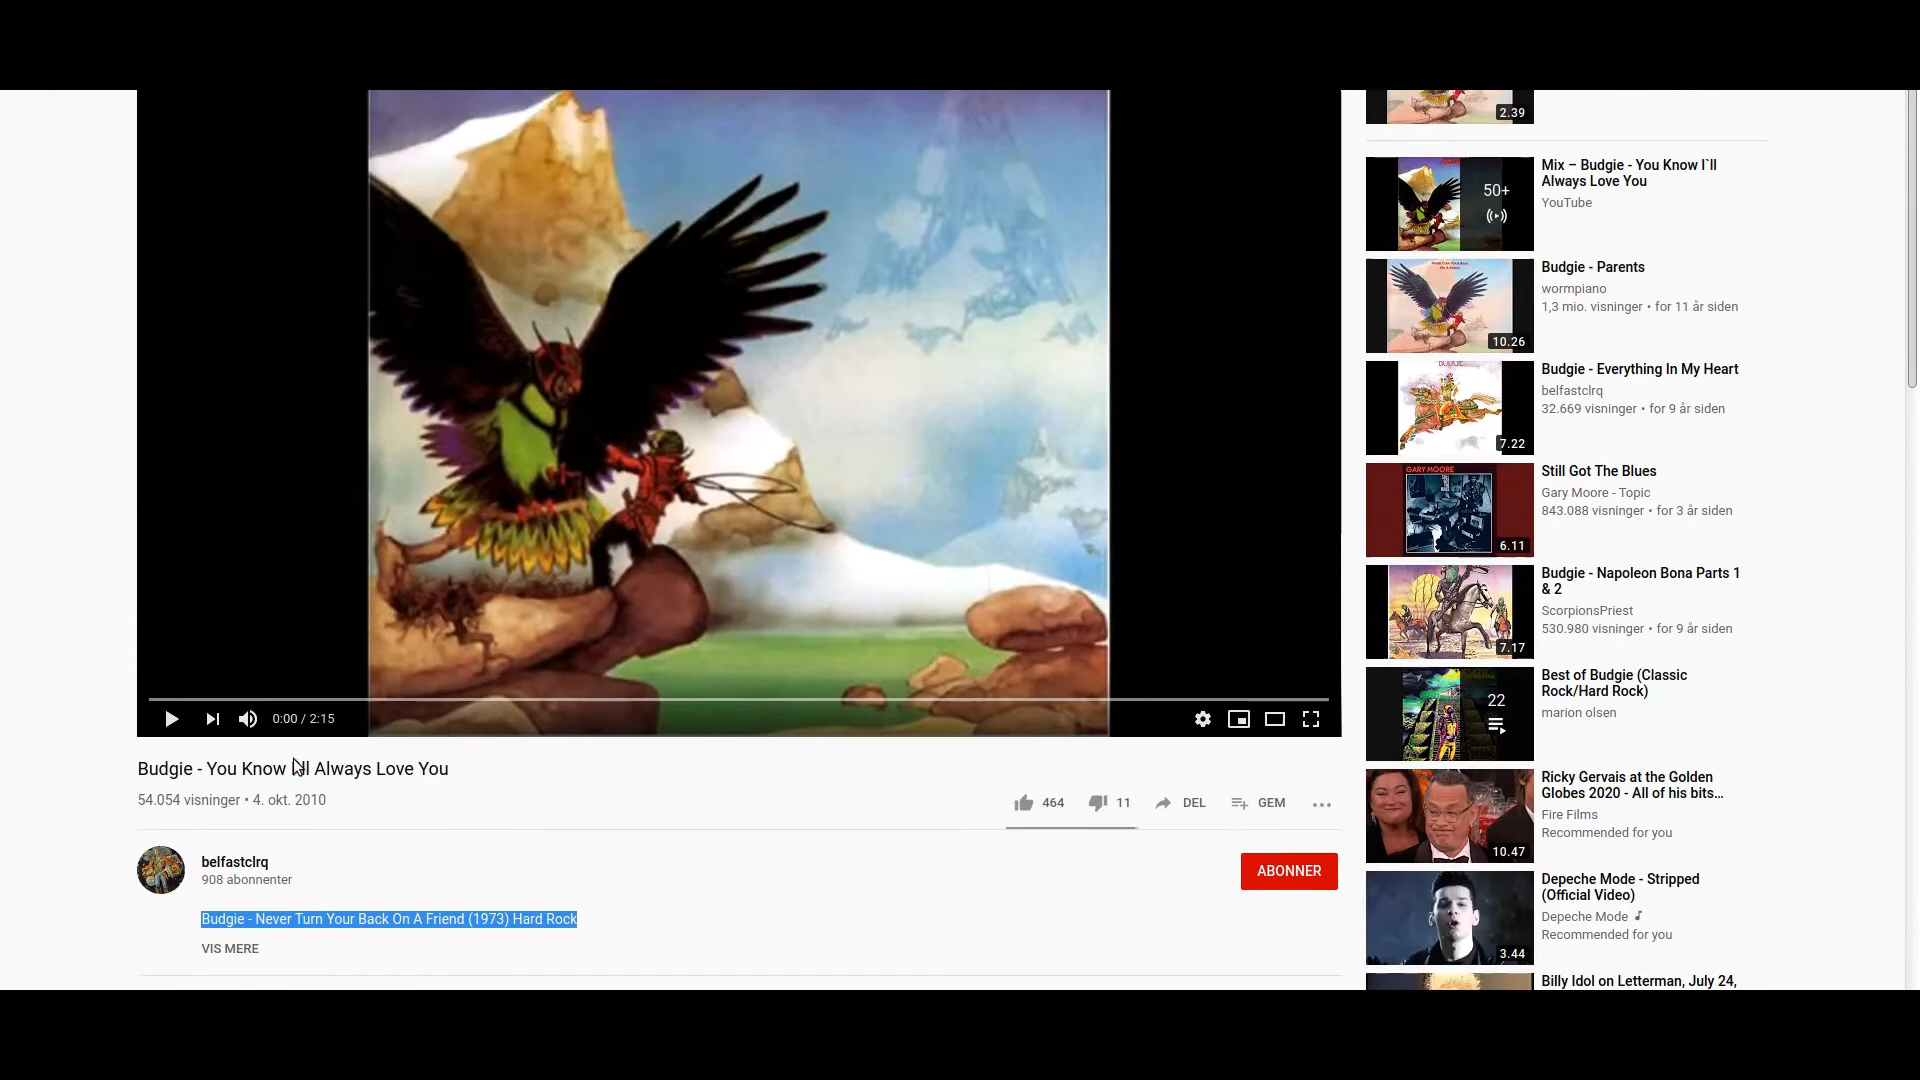 2.39
Mix – Budgie - You Know I`ll
Always Love You
YouTube
50+
Budgie - Parents
wormpiano
1,3 mio. visninger • for 11 år siden
10.26
Budgie - Everything In My Heart
belfastclrq
32.669 visninger • for 9 år siden
7.22
Still Got The Blues
Gary Moore - Topic
843.088 visninger • for 3 år siden
GARY MOORE
6.11
Budgie - Napoleon Bona Parts 1
& 2
ScorpionsPriest
530.980 visninger • for 9 år siden
7.17
Best of Budgie (Classic
Rock/Hard Rock)
marion olsen
22
Ricky Gervais at the Golden
Globes 2020 - All of his bits...
Fire Films
Recommended for you
10.47
Depeche Mode - Stripped
(Official Video)
Depeche Mode
Recommended for you
3.44
Billy Idol on Letterman, July 24,
0:00 / 2:15
Budgie - You Know I`ll Always Love You
54.054 visninger • 4. okt. 2010
464
11
DEL
GEM
belfastclrq
908 abonnenter
ABONNER
Budgie - Never Turn Your Back On A Friend (1973) Hard Rock
VIS MERE